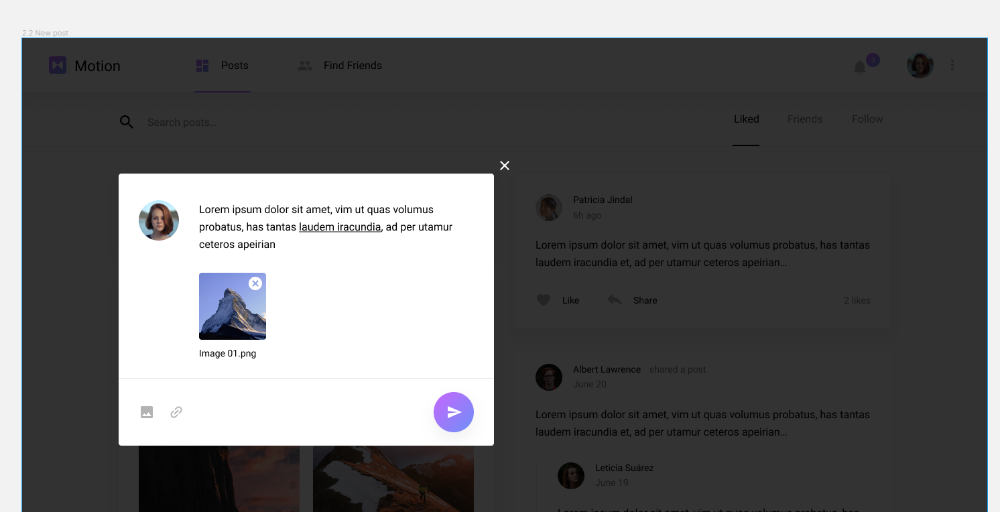 2.2 New post
Motion
Posts
Find Friends
3
Search posts...
Liked
Friends
Follow
Lorem ipsum dolor sit amet, vim ut quas volumus
probatus, has tantas laudem iracundia, ad per utamur
ceteros apeirian
Image 01.png
Patricia Jindal
6h ago
Lorem ipsum dolor sit amet, vim ut quas volumus probatus, has tantas
laudem iracundia et, ad per utamur ceteros apeirian...
Like
Share
2 likes
Albert Lawrence shared a post
June 20
Lorem ipsum dolor sit amet, vim ut quas volumus probatus, has tantas
laudem iracundia et, ad per utamur ceteros apeirian...
Leticia Suárez
June 19